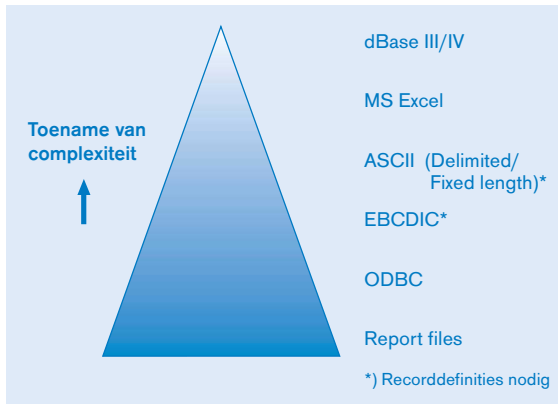 Toename van
complexiteit
dBase III/IV
MS Excel
ASCII (Delimited/
Fixed length)*
EBCDIC*
ODBC
Report files
*) Recorddefinities nodig